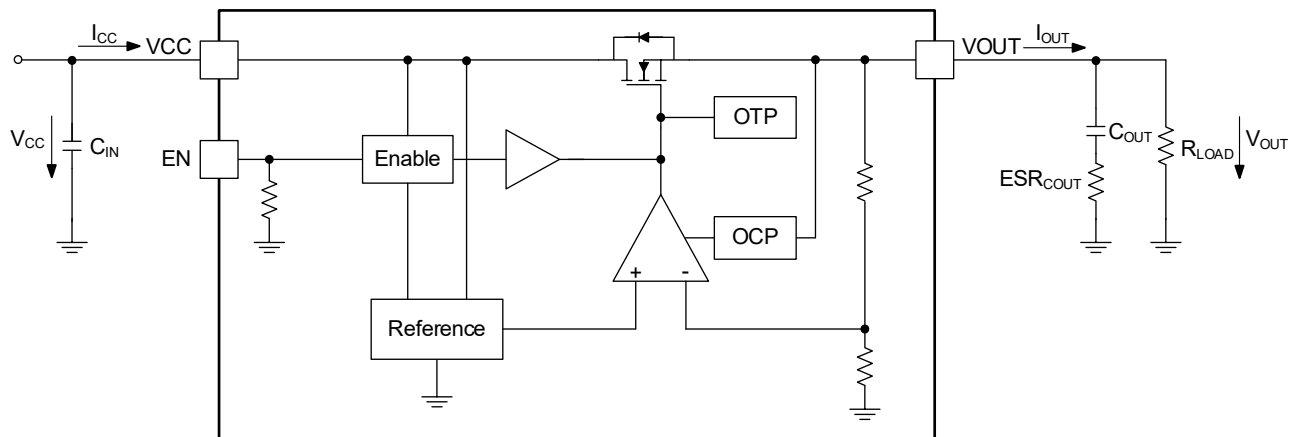 I_CC
VCC
VOUT
I_OUT
V_CC
C_IN
EN
Enable
OTP
C_OUT
R_LOAD
V_OUT
ESR_COUT
OCP
+
-
Reference